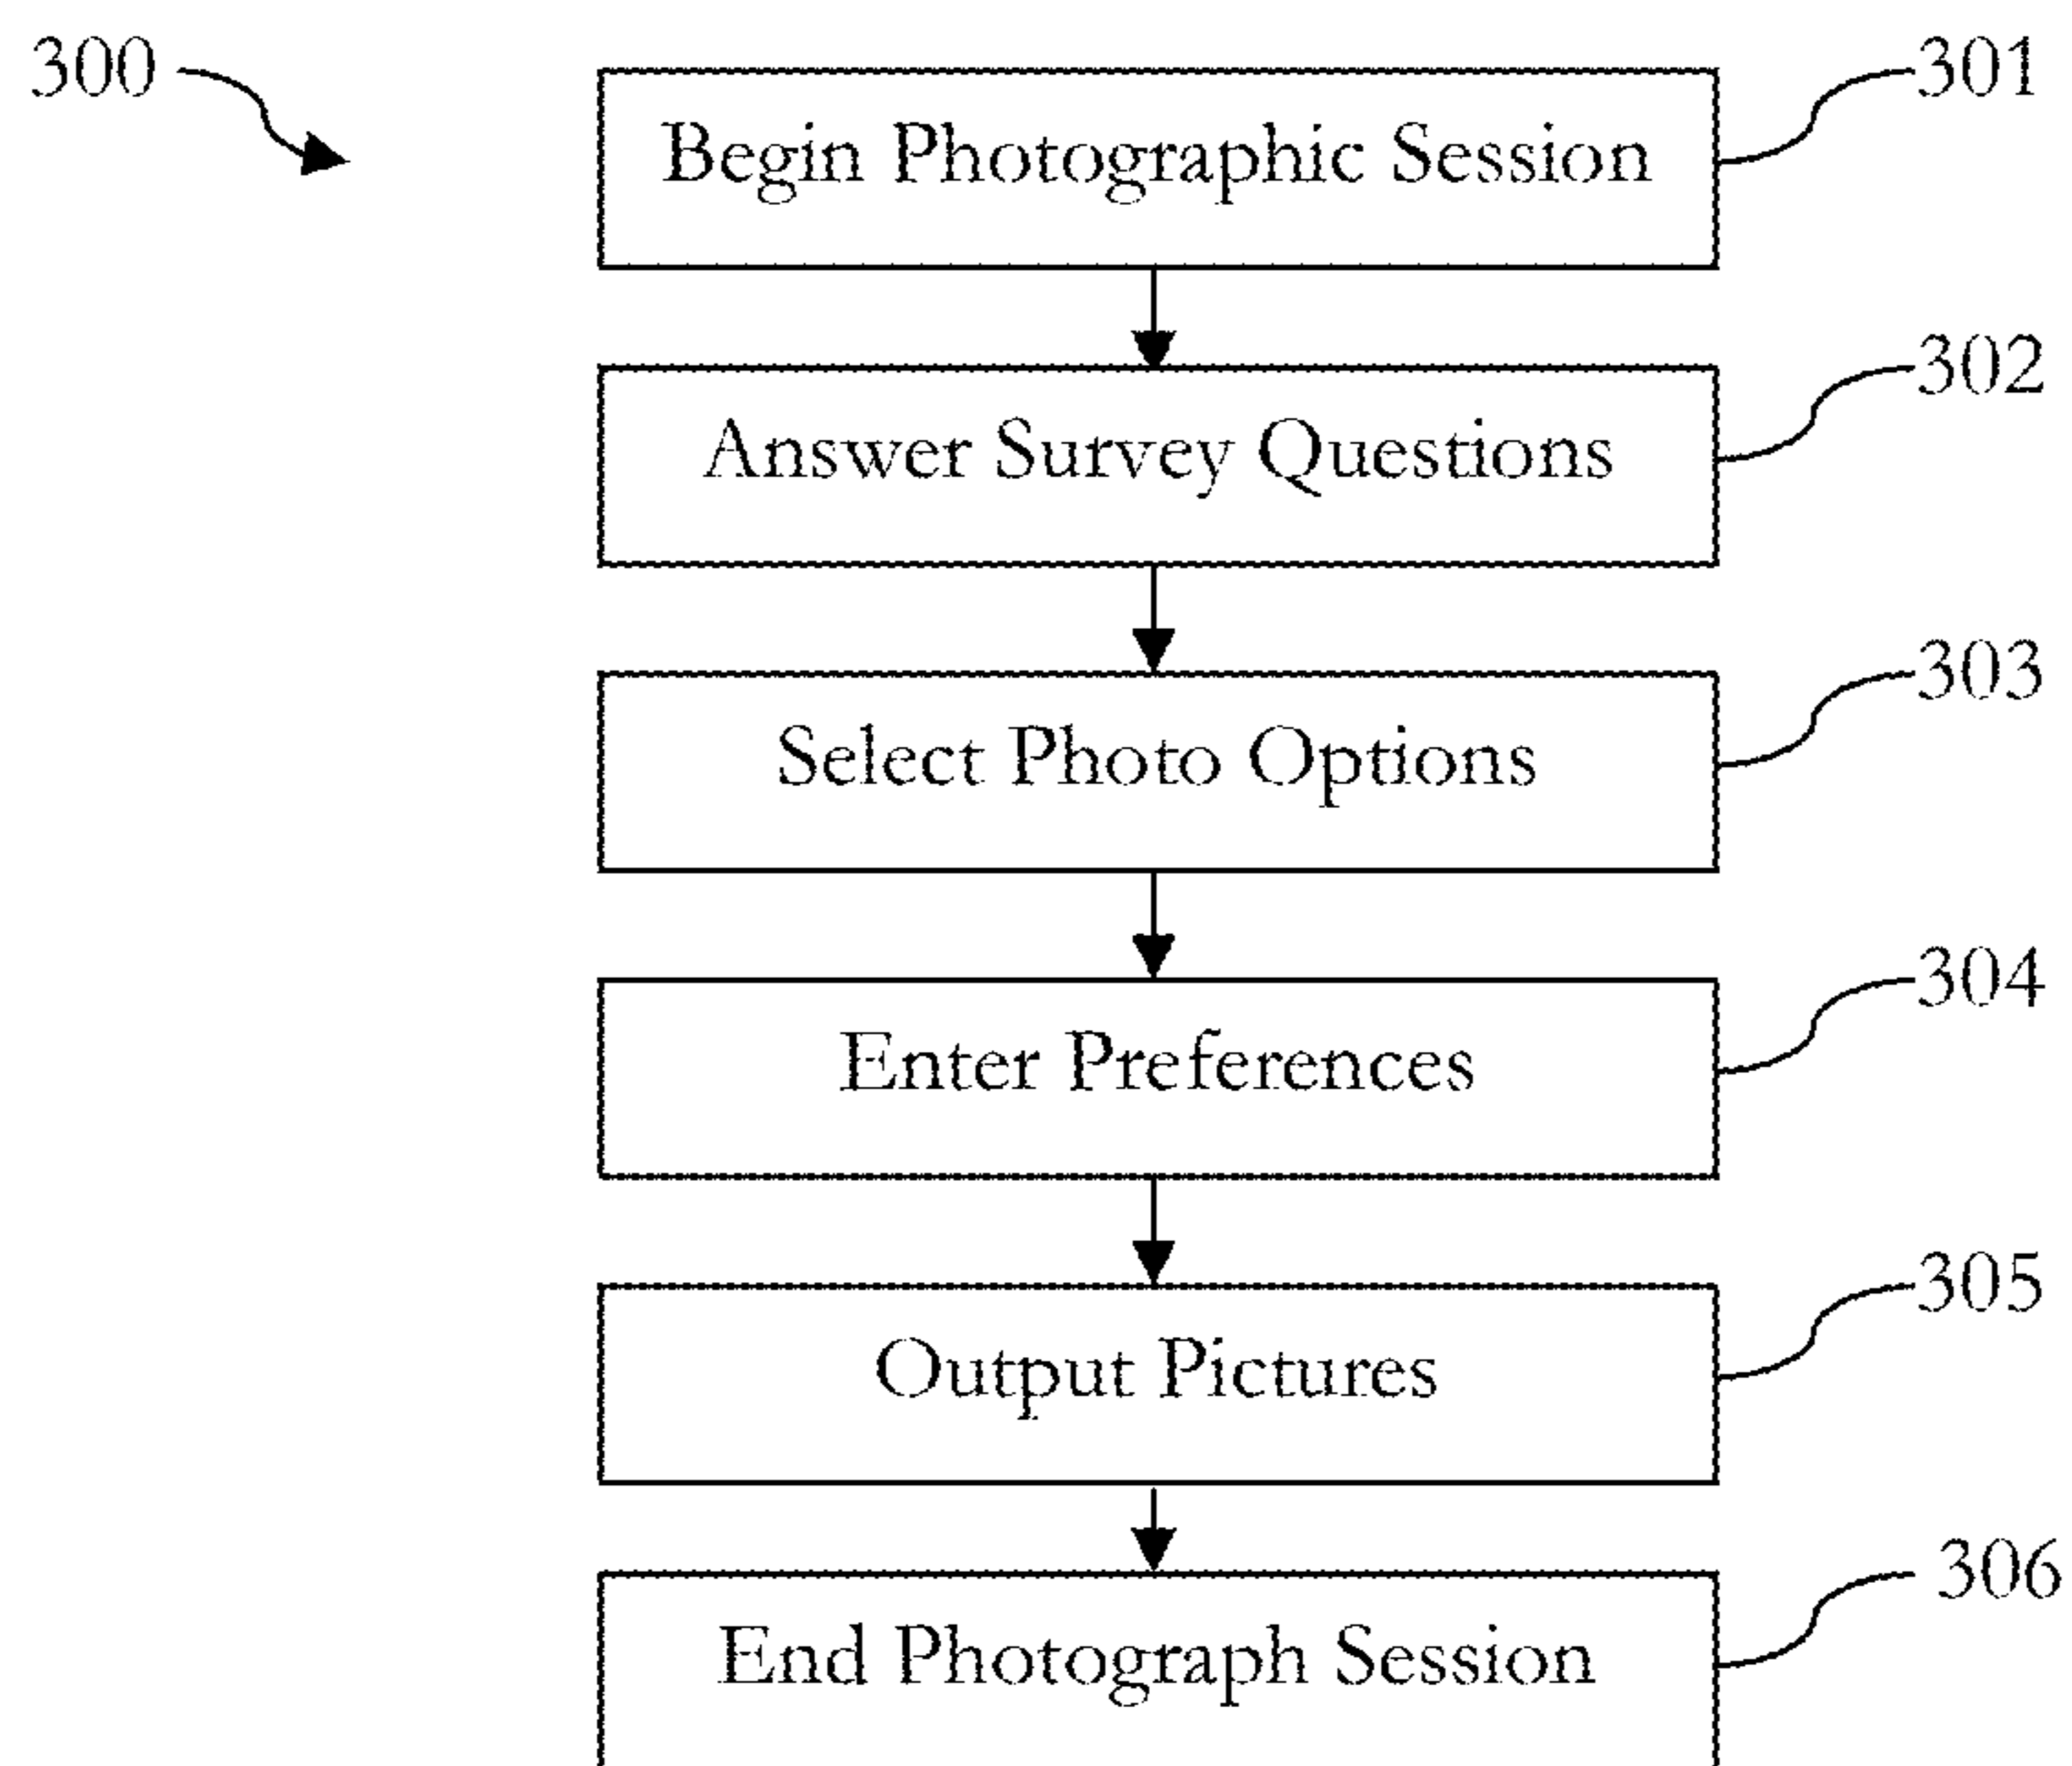 300
Begin Photographic Session
301
Answer Survey Questions
302
Select Photo Options
303
Enter Preferences
304
Output Pictures
305
End Photograph Session
306